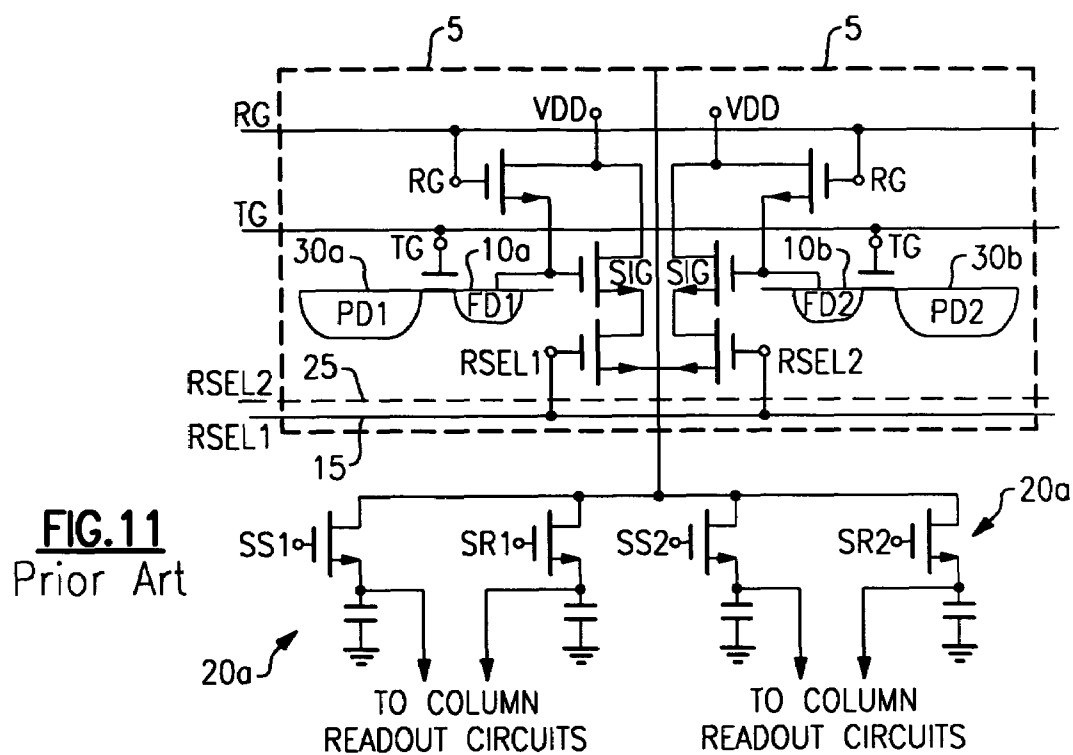 5 5
VDD VDD
RG
RG RG
TG
TG 10a 10b TG
30a 30b
SIG SIG
PD1 FD1 FD2 PD2
RSEL1 RSEL2
RSEL2 25
RSEL1
15
20a
FIG.11
Prior Art
SS1 SR1 SS2 SR2
20a
TO COLUMN
READOUT CIRCUITS
TO COLUMN
READOUT CIRCUITS